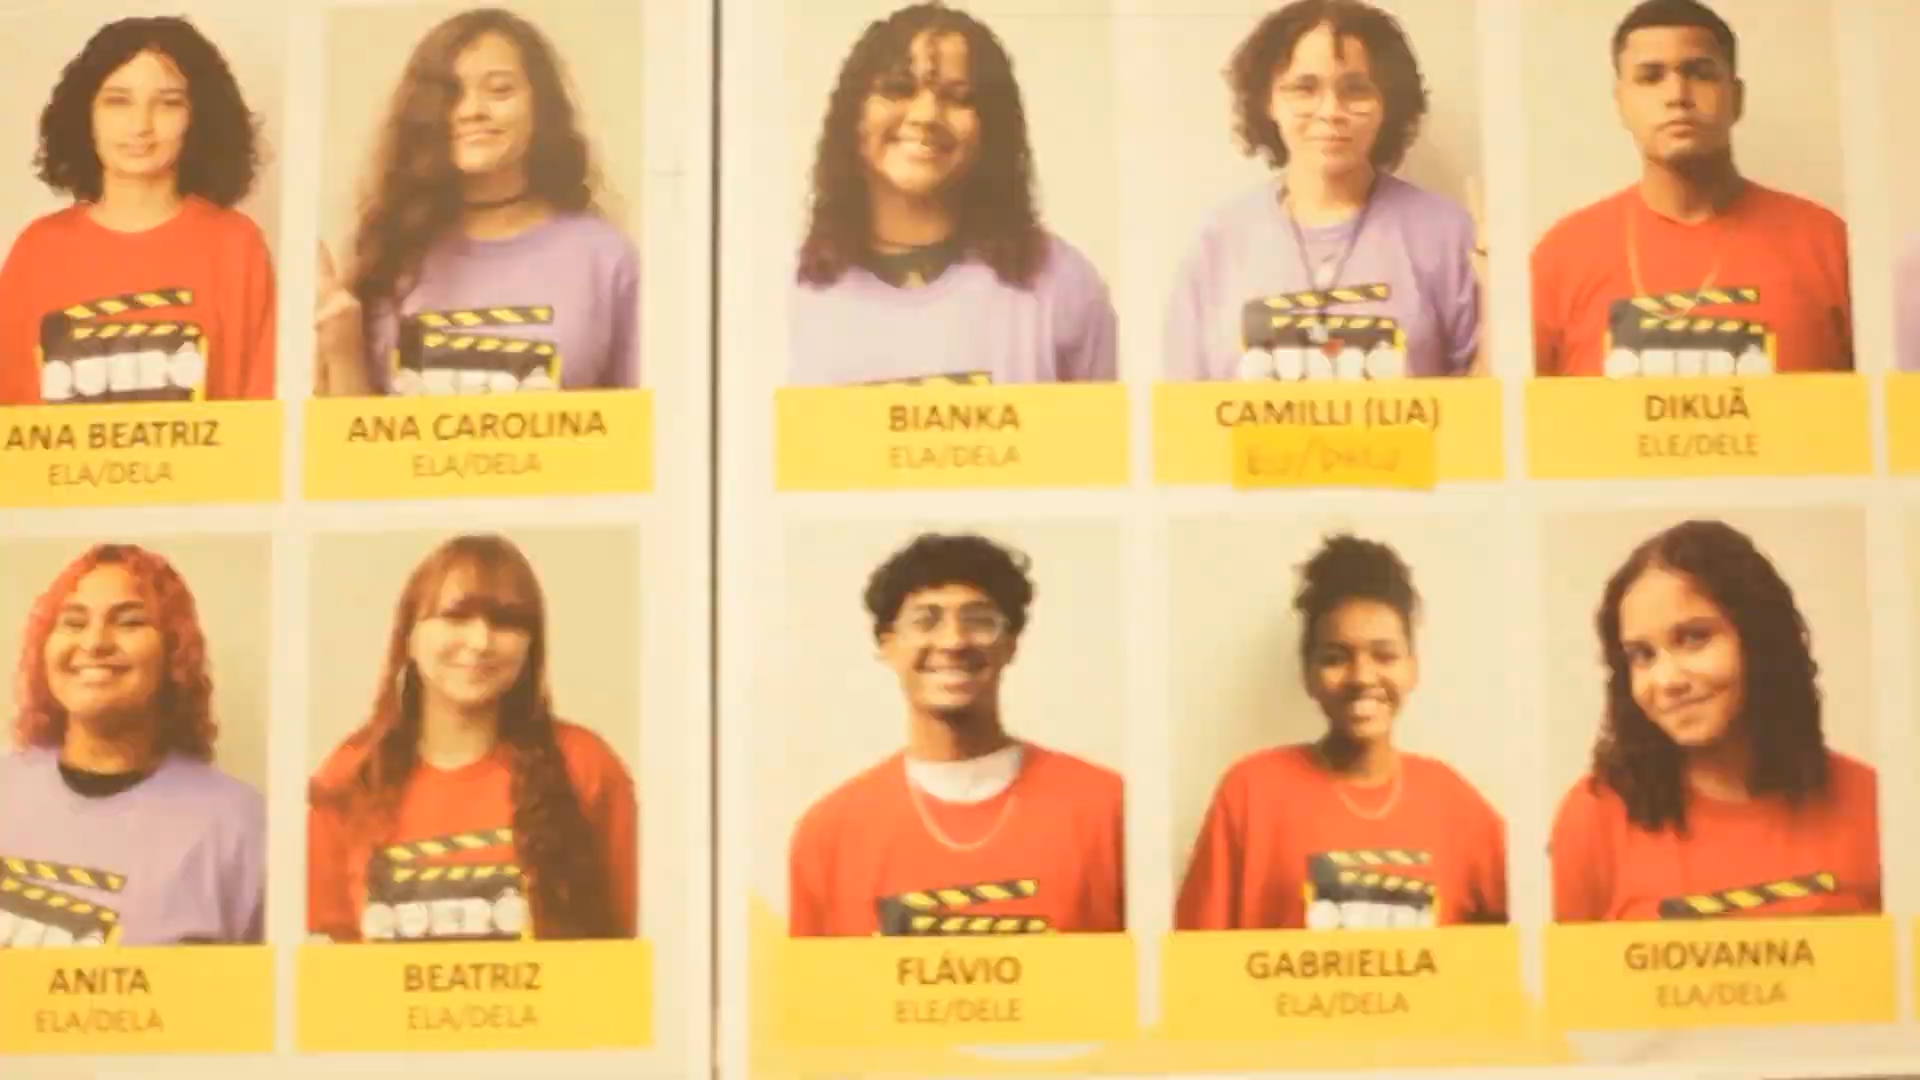 ANA BEATRIZ
ELA/DELA
ANA CAROLINA
ELA/DELA
BIANKA
ELA/DELA
CAMILLI (LIA)
DIKUÃ
ELE/DELE
ANITA
ELA/DELA
BEATRIZ
ELA/DELA
FLÁVIO
ELE/DELE
GABRIELLA
ELA/DELA
GIOVANNA
ELA/DELA